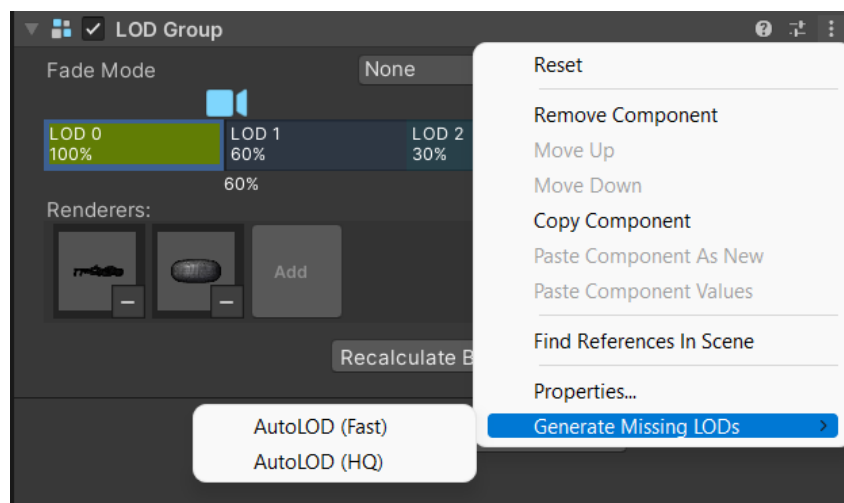 LOD Group
Fade Mode
None
LOD 0
100%
LOD 1
60%
LOD 2
30%
60%
Renderers:
Add
Recalculate
Reset
Remove Component
Move Up
Move Down
Copy Component
Paste Component As New
Paste Component Values
Find References In Scene
Properties...
Generate Missing LODs
AutoLOD (Fast)
AutoLOD (HQ)